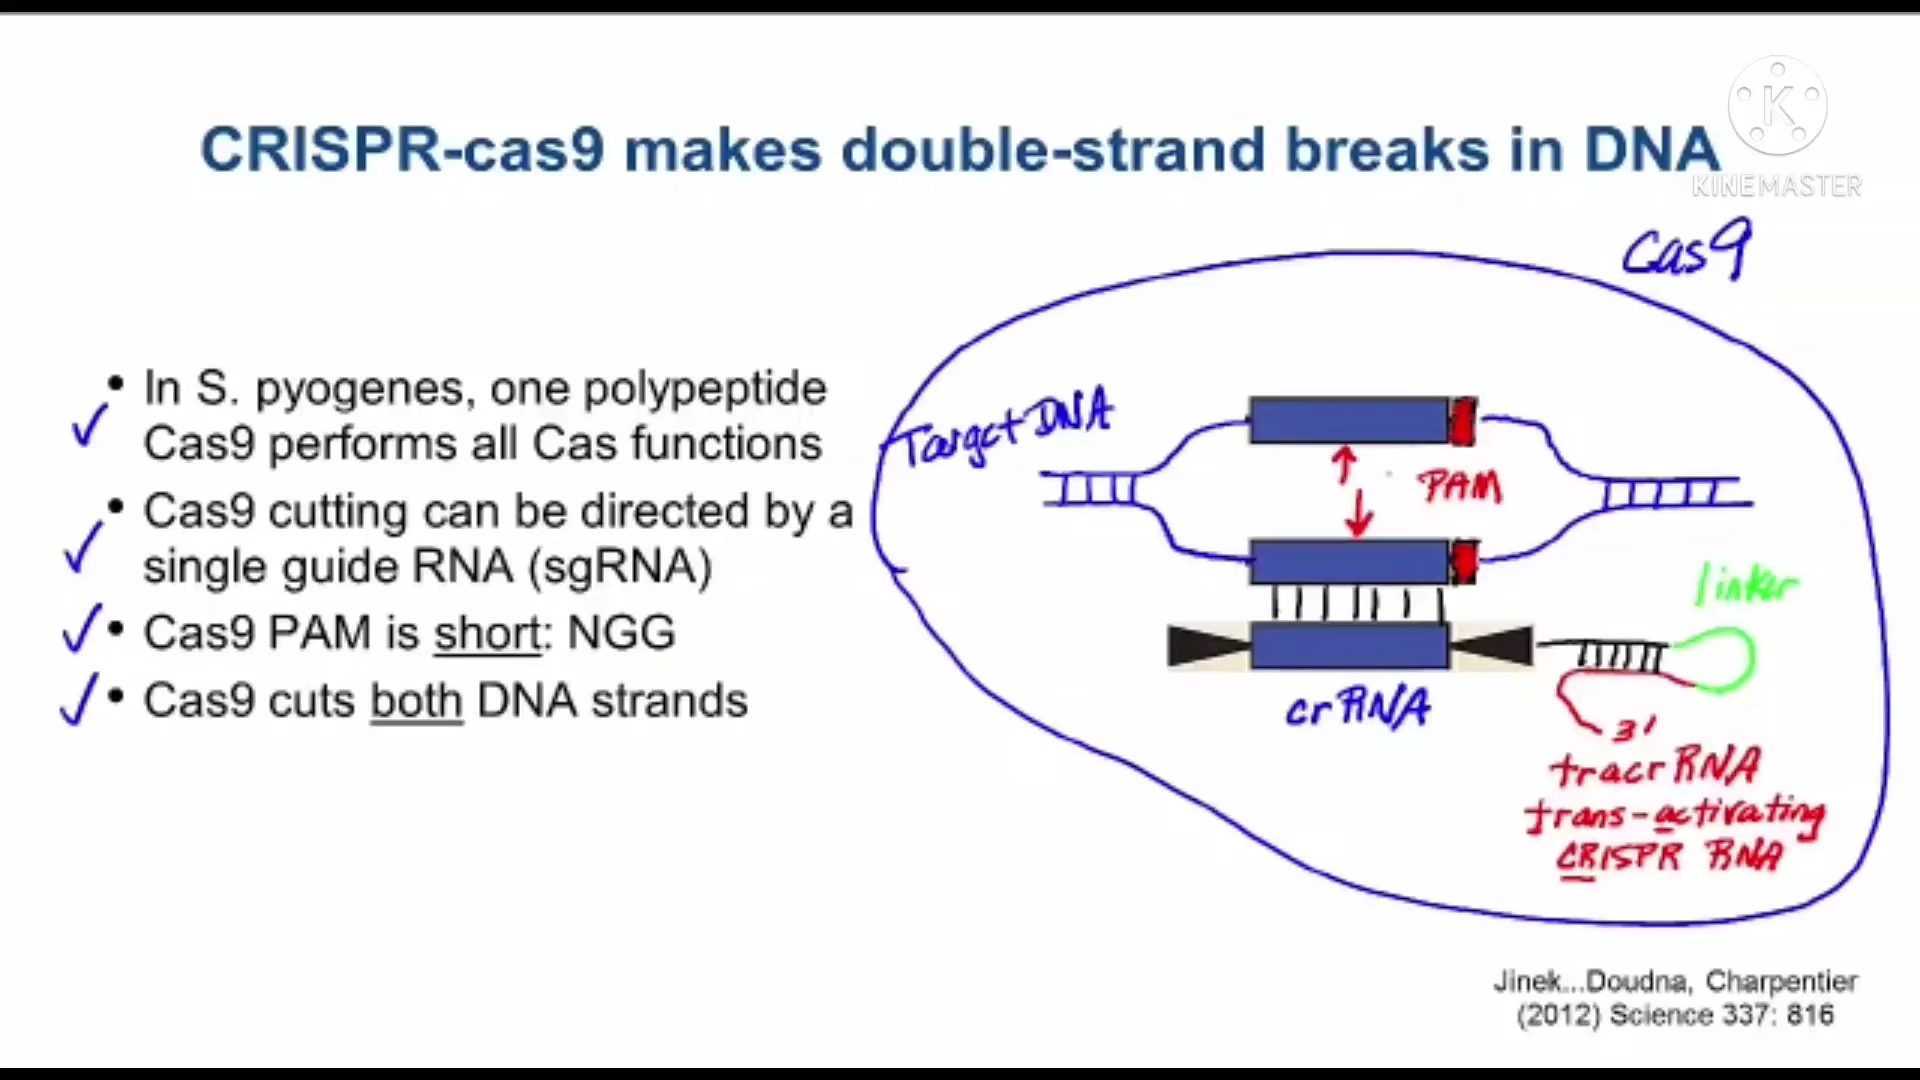 K
KINEMASTER
CRISPR-cas9 makes double-strand breaks in DNA
• In S. pyogenes, one polypeptide
Cas9 performs all Cas functions
• Cas9 cutting can be directed by a
single guide RNA (sgRNA)
• Cas9 PAM is short: NGG
• Cas9 cuts both DNA strands
Cas9
Target DNA
PAM
linker
crRNA
3'
tracrRNA
trans-activating
CRISPR RNA
Jinek...Doudna, Charpentier
(2012) Science 337: 816